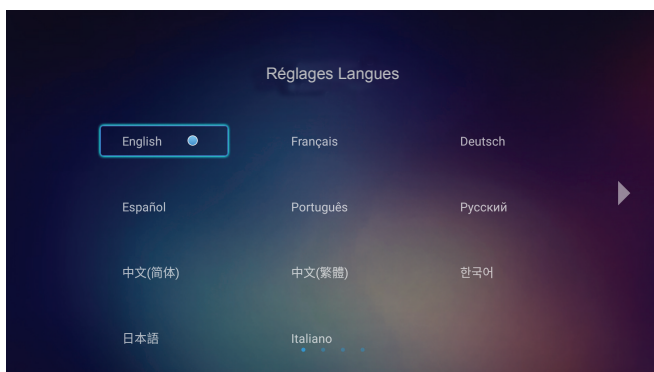 Réglages Langues
English Français Deutsch
Español Português Русский
中文(简体) 中文(繁體) 한국어
日本語 Italiano